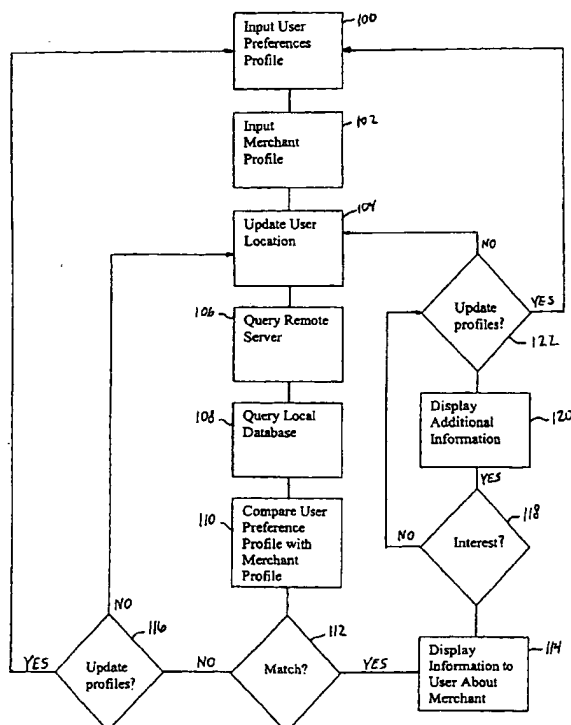 Input User
Preferences
Profile
100
Input
Merchant
Profile
102
Update User
Location
104
106
Query Remote
Server
108
Query Local
Database
110
Compare User
Preference
Profile with
Merchant
Profile
112
Match?
NO
YES
116
Update
profiles?
NO
YES
Display
Information to
User About
Merchant
114
118
Interest?
NO
YES
Display
Additional
Information
120
Update
profiles?
122
NO
YES